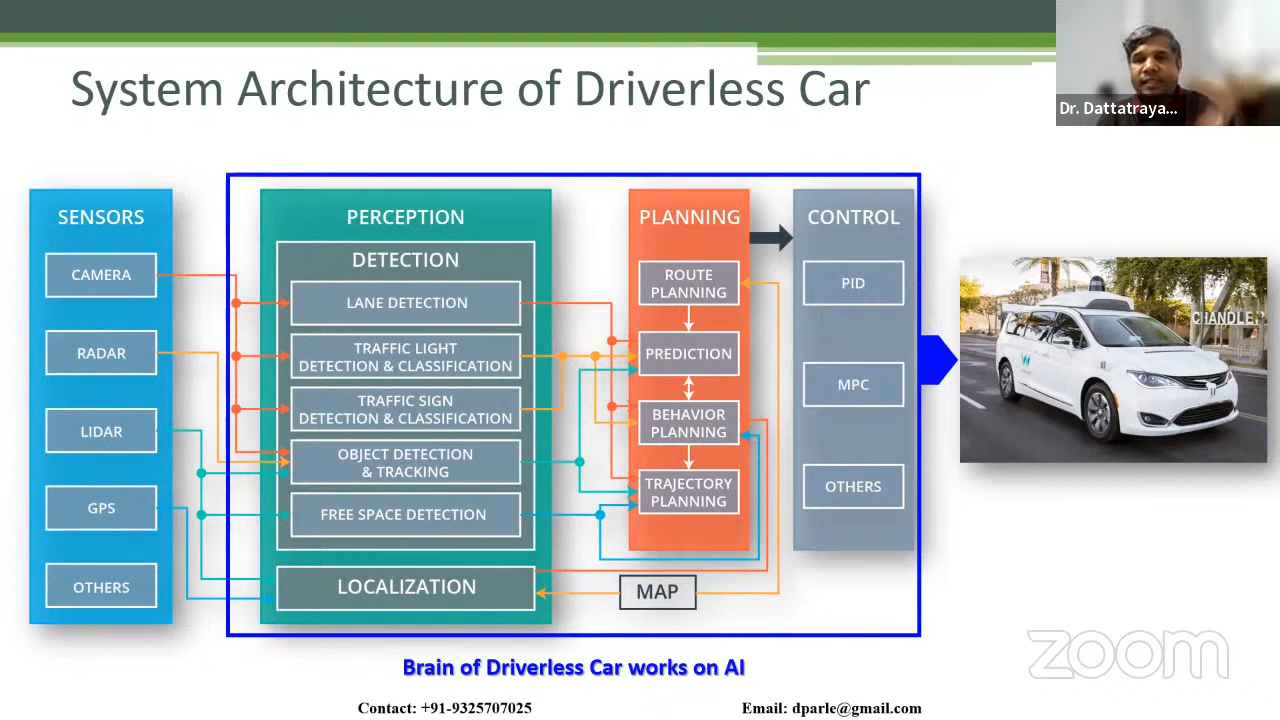 System Architecture of Driverless Car
Dr. Dattatraya...
SENSORS
CAMERA
RADAR
LIDAR
GPS
OTHERS
PERCEPTION
DETECTION
LANE DETECTION
TRAFFIC LIGHT
DETECTION & CLASSIFICATION
TRAFFIC SIGN
DETECTION & CLASSIFICATION
OBJECT DETECTION
& TRACKING
FREE SPACE DETECTION
LOCALIZATION
PLANNING
ROUTE
PLANNING
PREDICTION
BEHAVIOR
PLANNING
TRAJECTORY
PLANNING
MAP
CONTROL
PID
MPC
OTHERS
CHANDLER
Brain of Driverless Car works on AI
zoom
Contact: +91-9325707025
Email: dparle@gmail.com